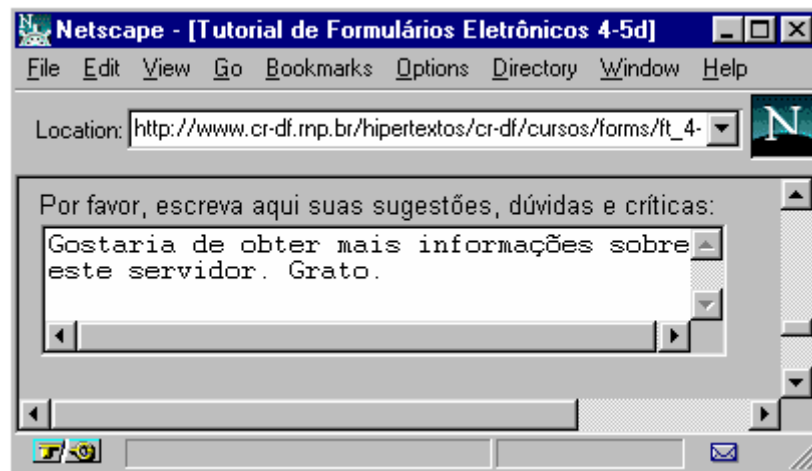 Netscape - [Tutorial de Formulários Eletrônicos 4-5d]
File Edit View Go Bookmarks Options Directory Window Help
Location: http://www.cr-df.rnp.br/hipertextos/cr-df/cursos/forms/ft_4-
N
Por favor, escreva aqui suas sugestões, dúvidas e críticas:
Gostaria de obter mais informações sobre
este servidor. Grato.